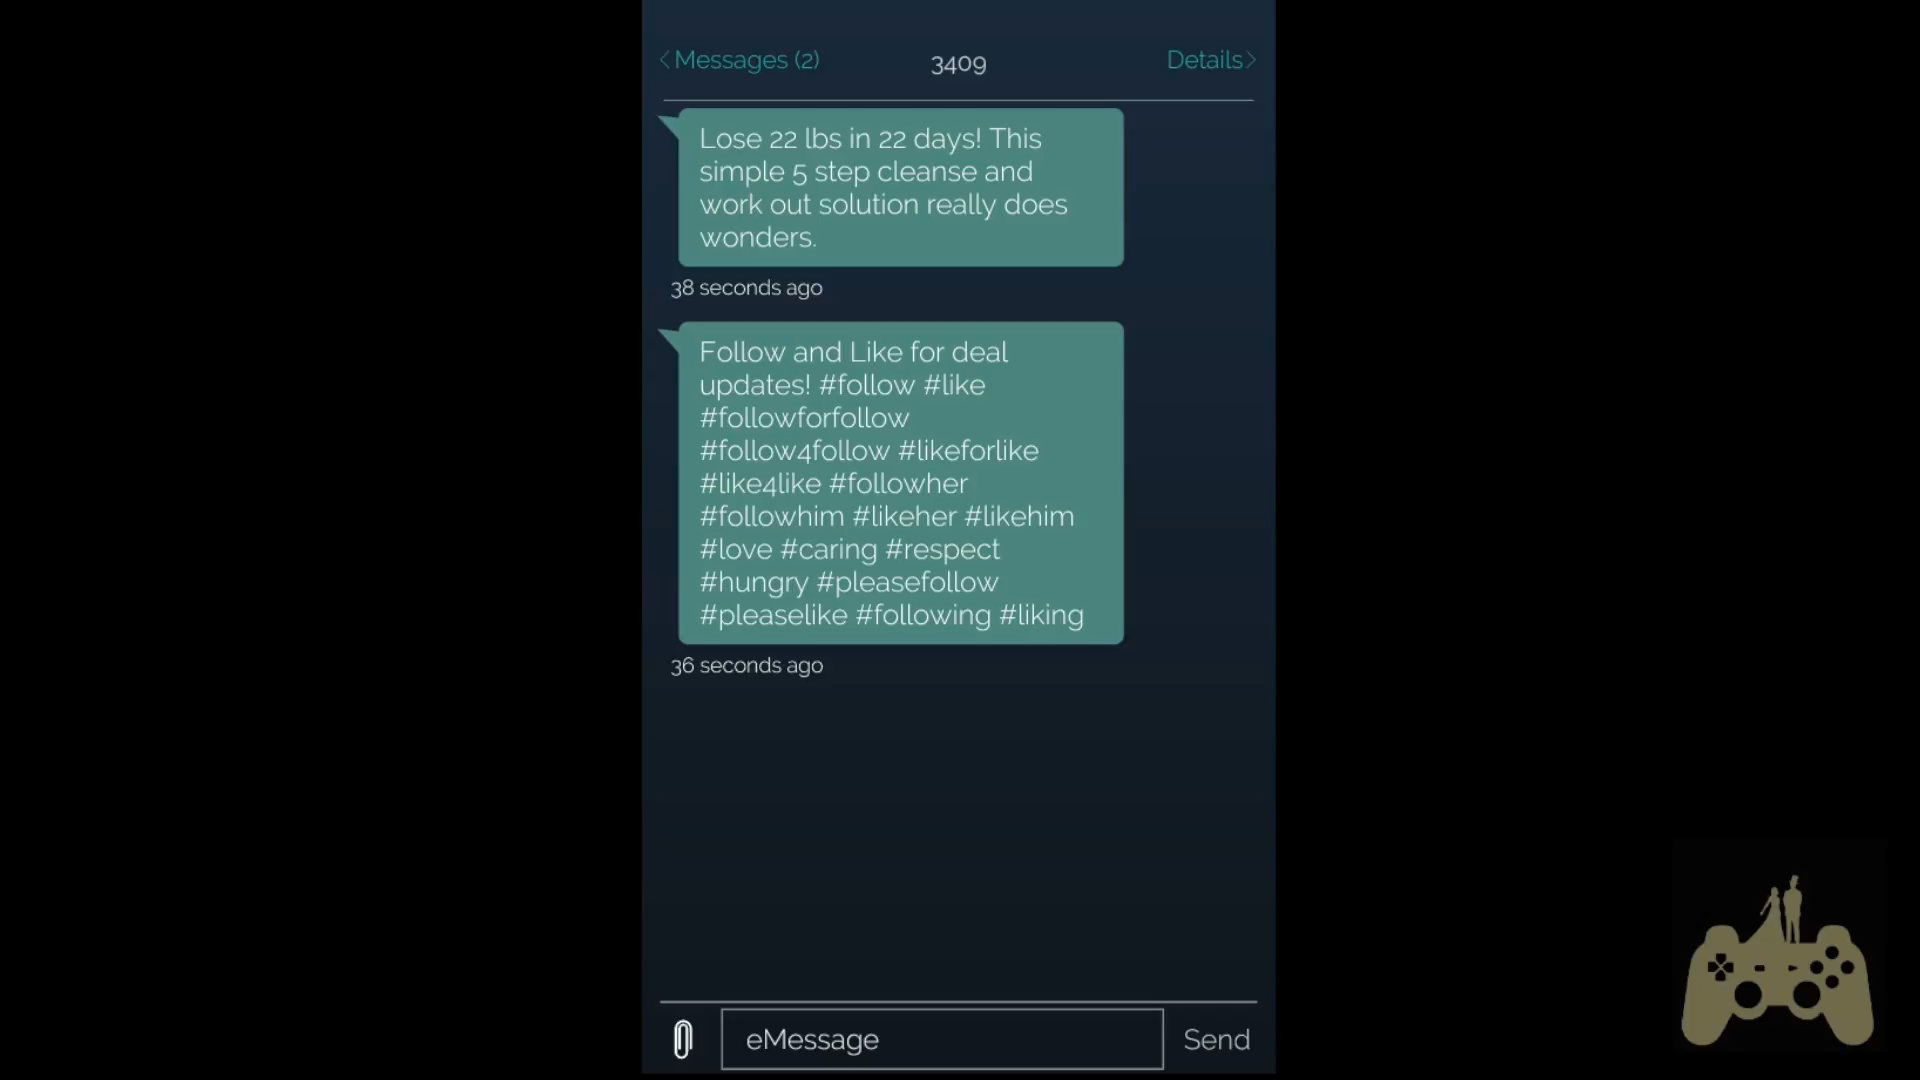 Messages (2)
3409
Details
Lose 22 lbs in 22 days! This
simple 5 step cleanse and
work out solution really does
wonders.
38 seconds ago
Follow and Like for deal
updates! #follow #like
#followforfollow
#follow4follow #likeforlike
#like4like #followher
#followhim #likeher #likehim
#love #caring #respect
#hungry #pleasefollow
#pleaselike #following #liking
36 seconds ago
eMessage
Send